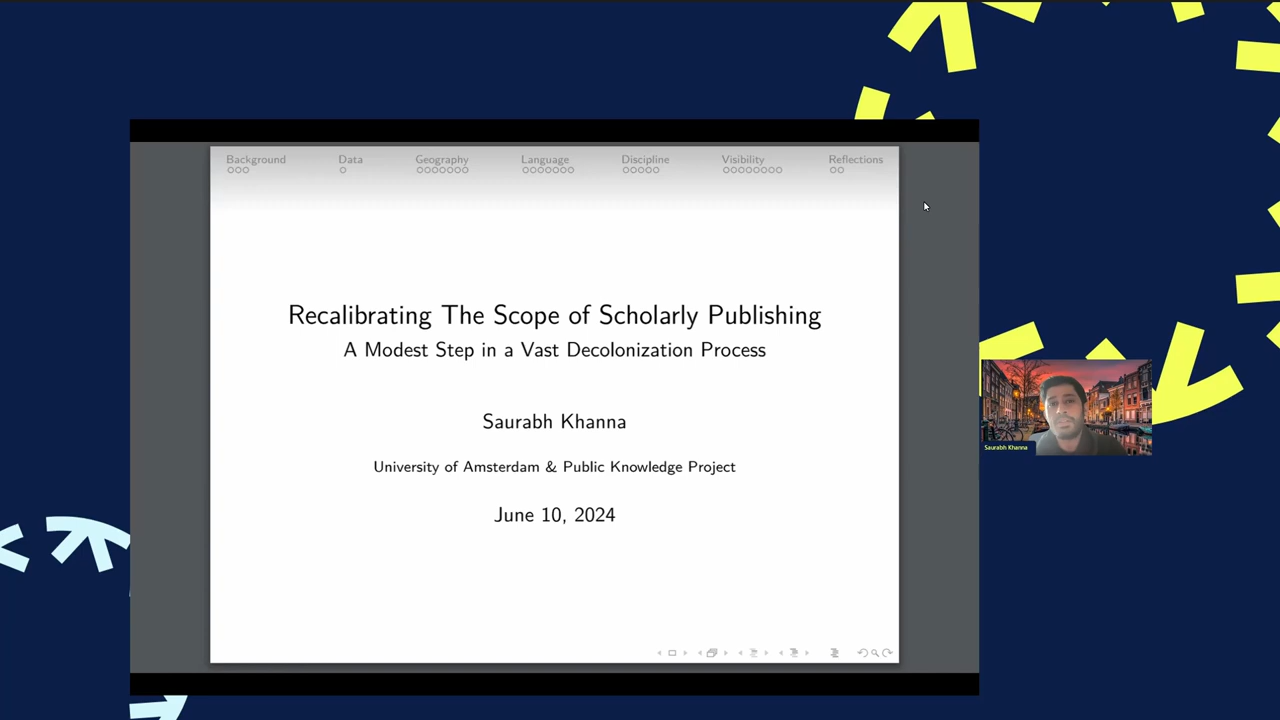 Background Data Geography Language Discipline Visibility Reflections
Recalibrating The Scope of Scholarly Publishing
A Modest Step in a Vast Decolonization Process
Saurabh Khanna
University of Amsterdam & Public Knowledge Project
June 10, 2024
Saurabh Khanna